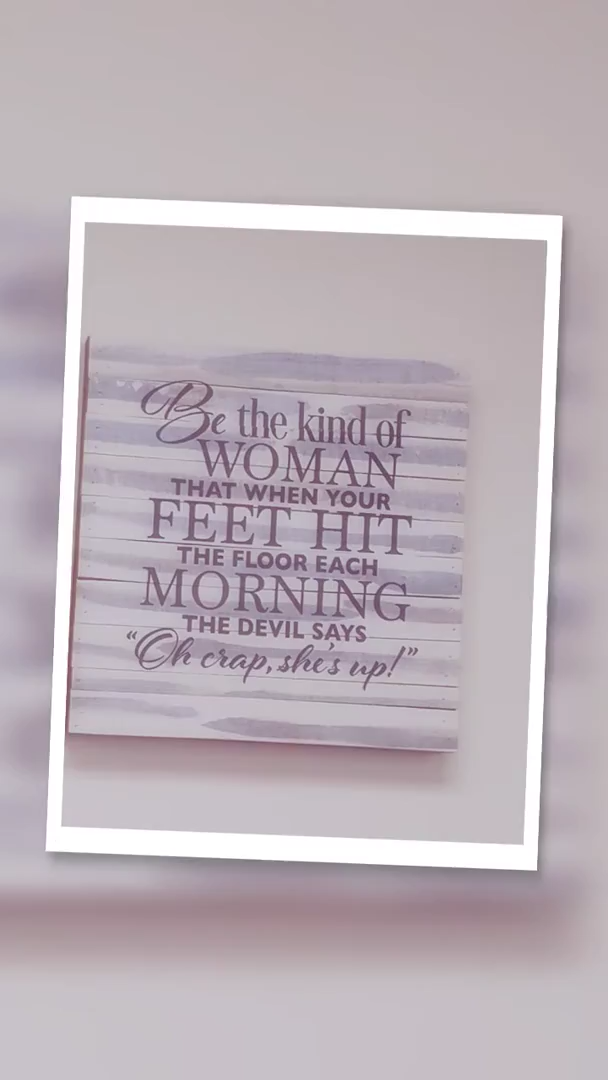 Be the kind of
WOMAN
THAT WHEN YOUR
FEET HIT
THE FLOOR EACH
MORNING
THE DEVIL SAYS
“Oh crap, she’s up!”